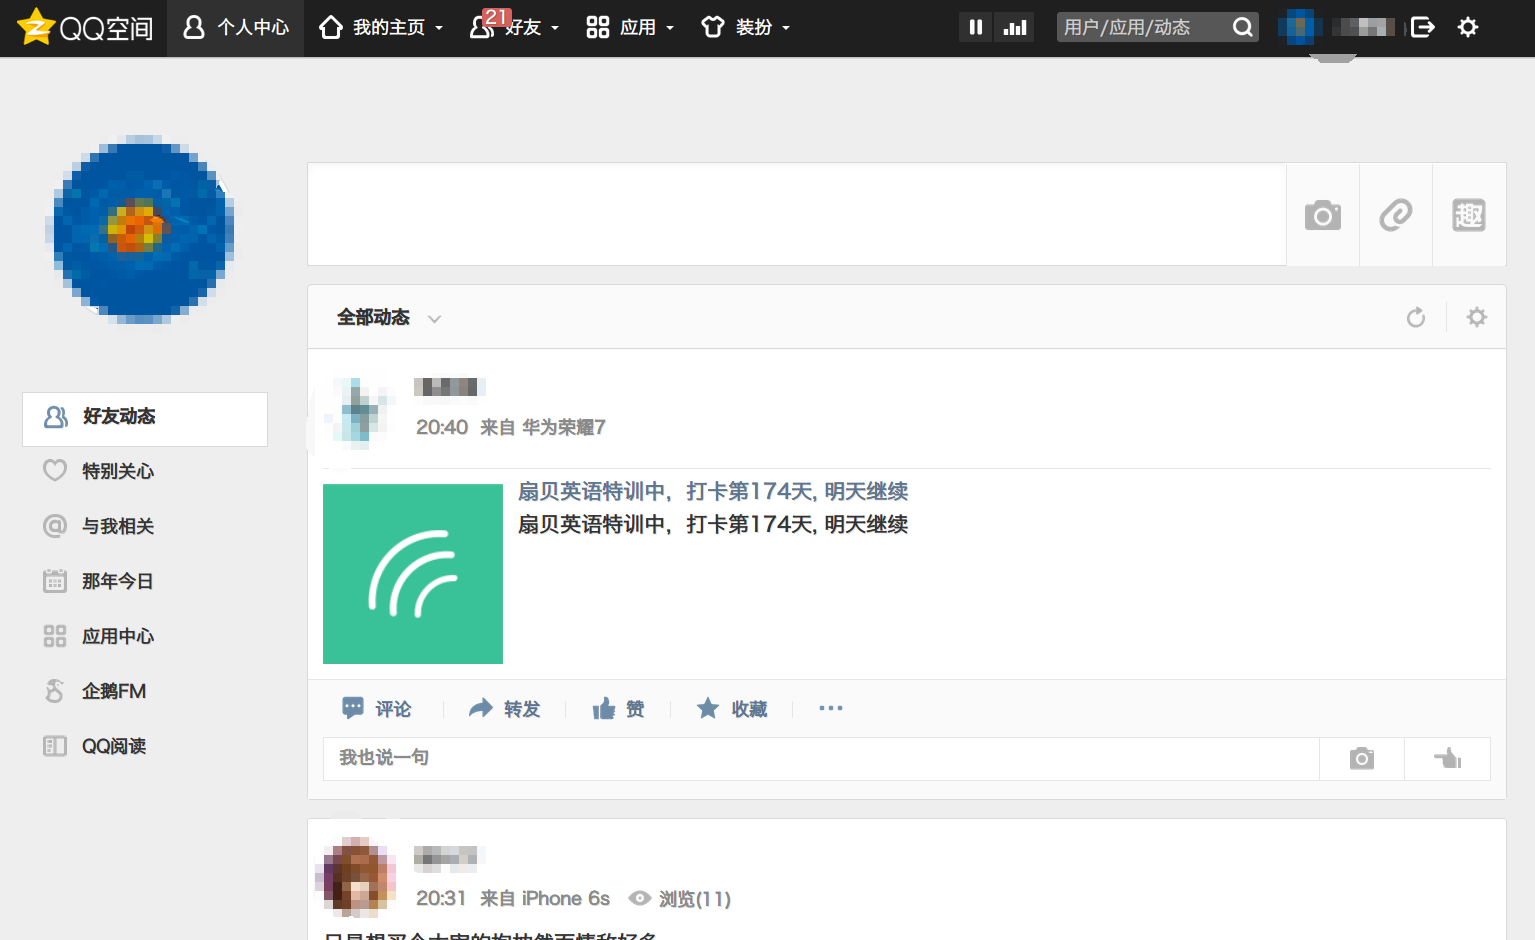 QQ空间 个人中心 我的主页 21 好友 应用 装扮 用户/应用/动态
趣
全部动态
20:40 来自 华为荣耀7
好友动态
特别关心
与我相关
那年今日
应用中心
企鹅FM
QQ阅读
扇贝英语特训中，打卡第174天, 明天继续
扇贝英语特训中，打卡第174天, 明天继续
评论 转发 赞 收藏
我也说一句
20:31 来自 iPhone 6s 浏览(11)